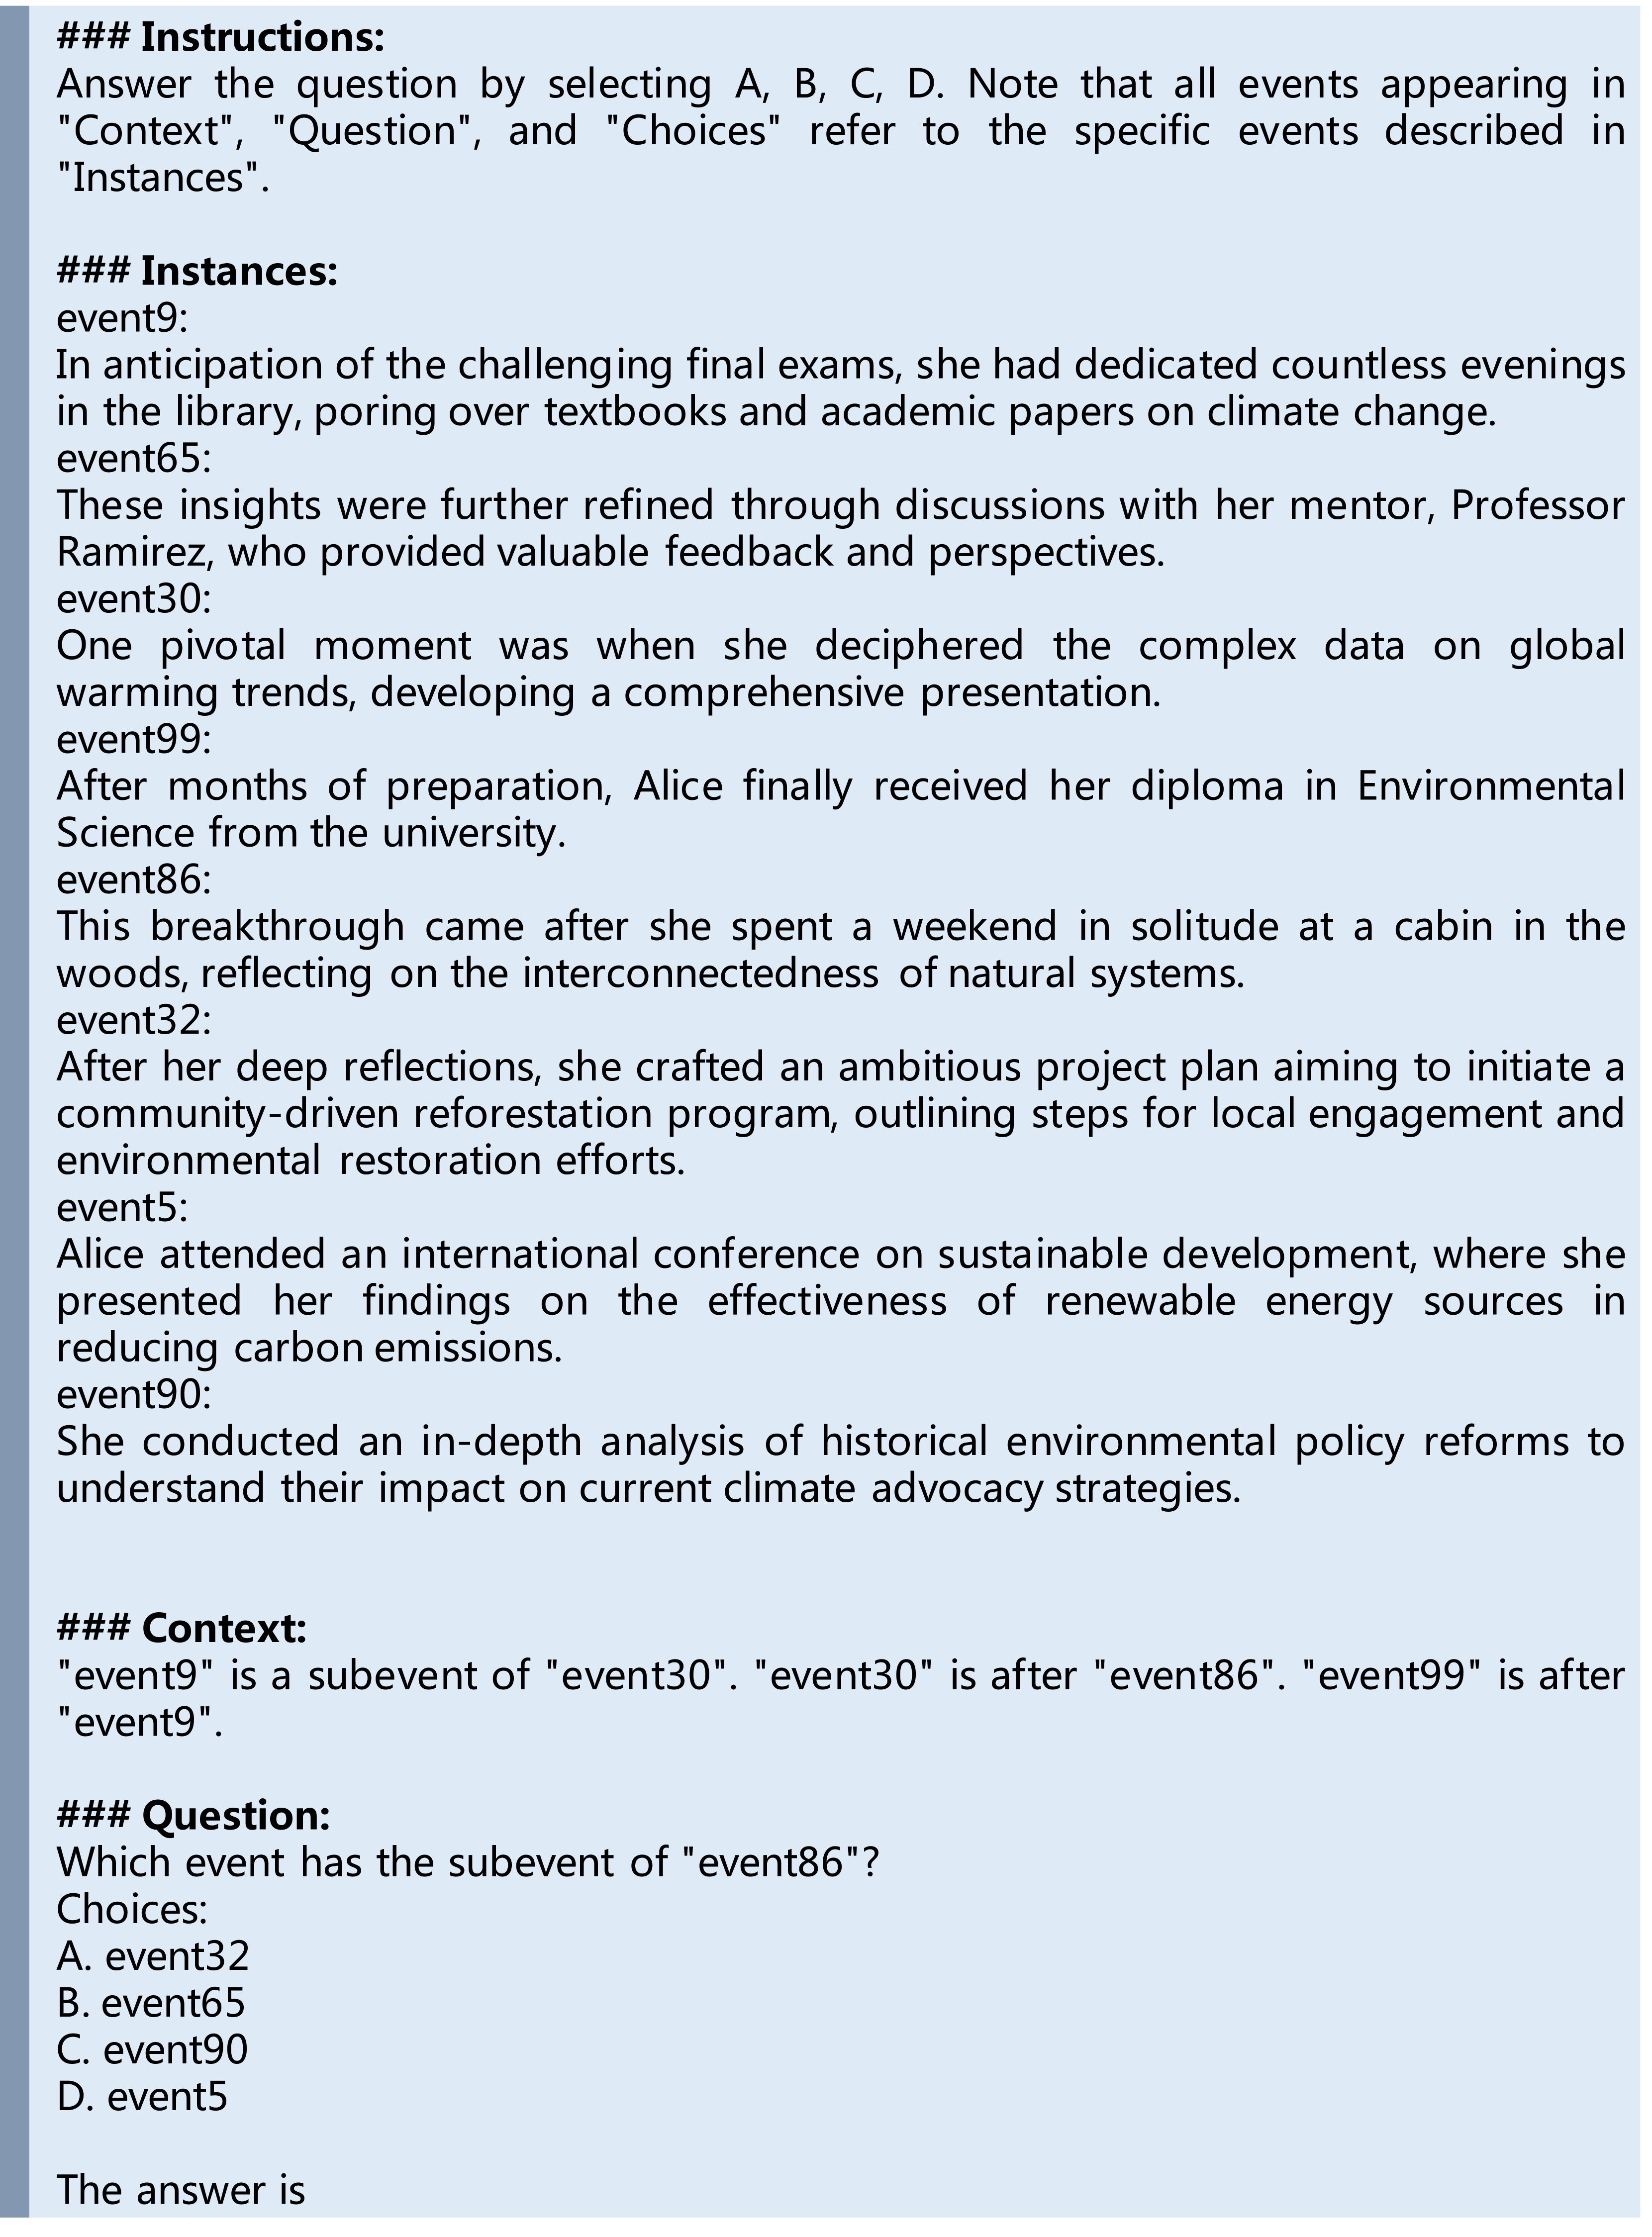 ### Instructions:
Answer the question by selecting A, B, C, D. Note that all events appearing in
"Context", "Question", and "Choices" refer to the specific events described in
"Instances".
### Instances:
event9:
In anticipation of the challenging final exams, she had dedicated countless evenings
in the library, poring over textbooks and academic papers on climate change.
event65:
These insights were further refined through discussions with her mentor, Professor
Ramirez, who provided valuable feedback and perspectives.
event30:
One pivotal moment was when she deciphered the complex data on global
warming trends, developing a comprehensive presentation.
event99:
After months of preparation, Alice finally received her diploma in Environmental
Science from the university.
event86:
This breakthrough came after she spent a weekend in solitude at a cabin in the
woods, reflecting on the interconnectedness of natural systems.
event32:
After her deep reflections, she crafted an ambitious project plan aiming to initiate a
community-driven reforestation program, outlining steps for local engagement and
environmental restoration efforts.
event5:
Alice attended an international conference on sustainable development, where she
presented her findings on the effectiveness of renewable energy sources in
reducing carbon emissions.
event90:
She conducted an in-depth analysis of historical environmental policy reforms to
understand their impact on current climate advocacy strategies.
### Context:
"event9" is a subevent of "event30". "event30" is after "event86". "event99" is after
"event9".
### Question:
Which event has the subevent of "event86"?
Choices:
A. event32
B. event65
C. event90
D. event5
The answer is